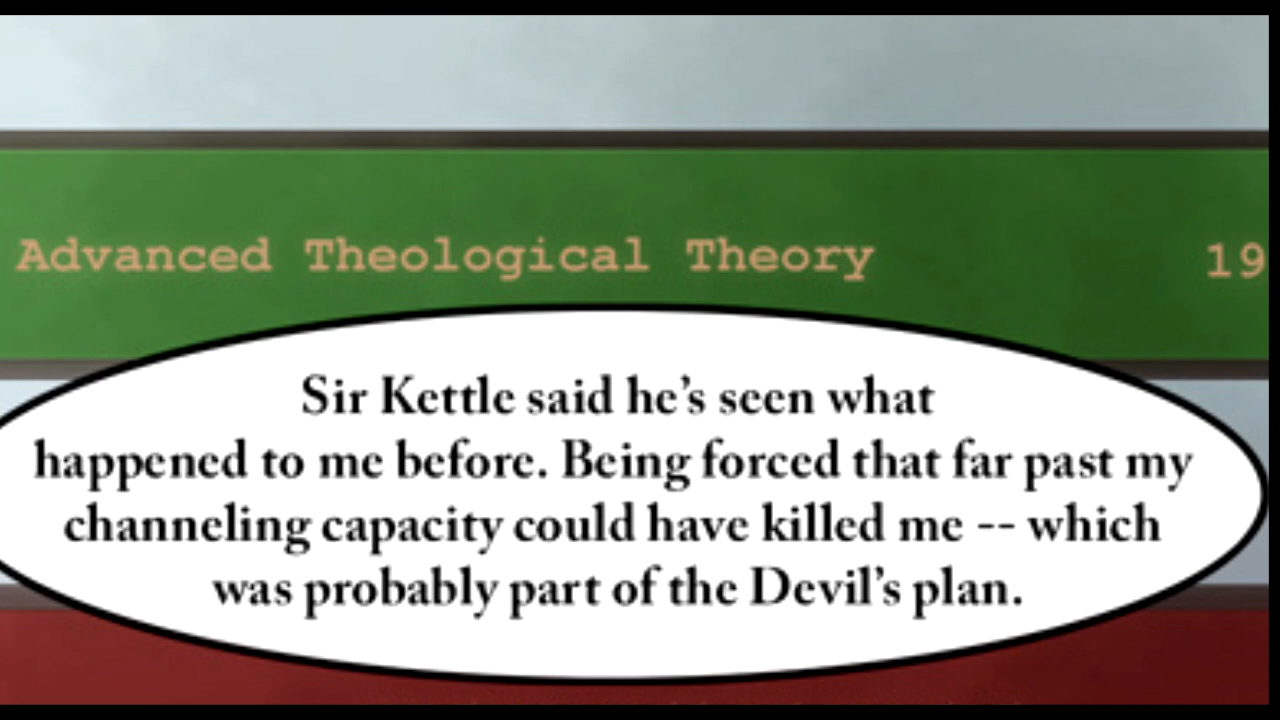 Advanced Theological Theory 19
Sir Kettle said he's seen what
happened to me before. Being forced that far past my
channeling capacity could have killed me -- which
was probably part of the Devil's plan.